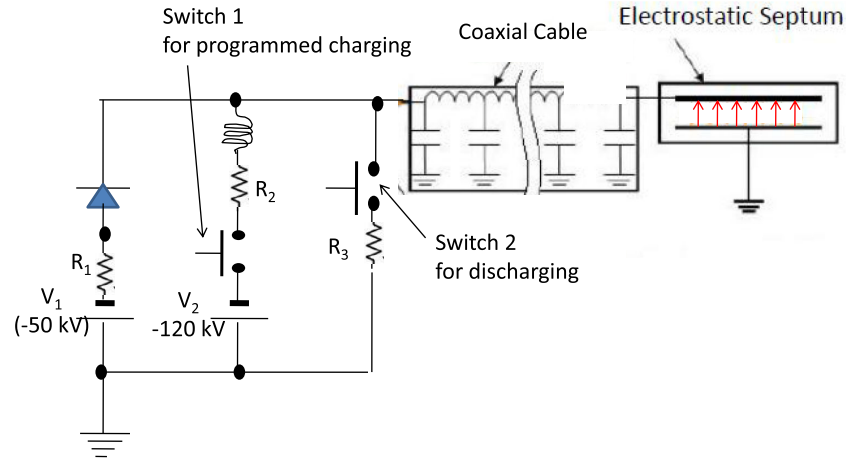 Switch 1
for programmed charging
Coaxial Cable
Electrostatic Septum
R2
R1
R3
Switch 2
for discharging
V1
(-50 kV)
V2
-120 kV